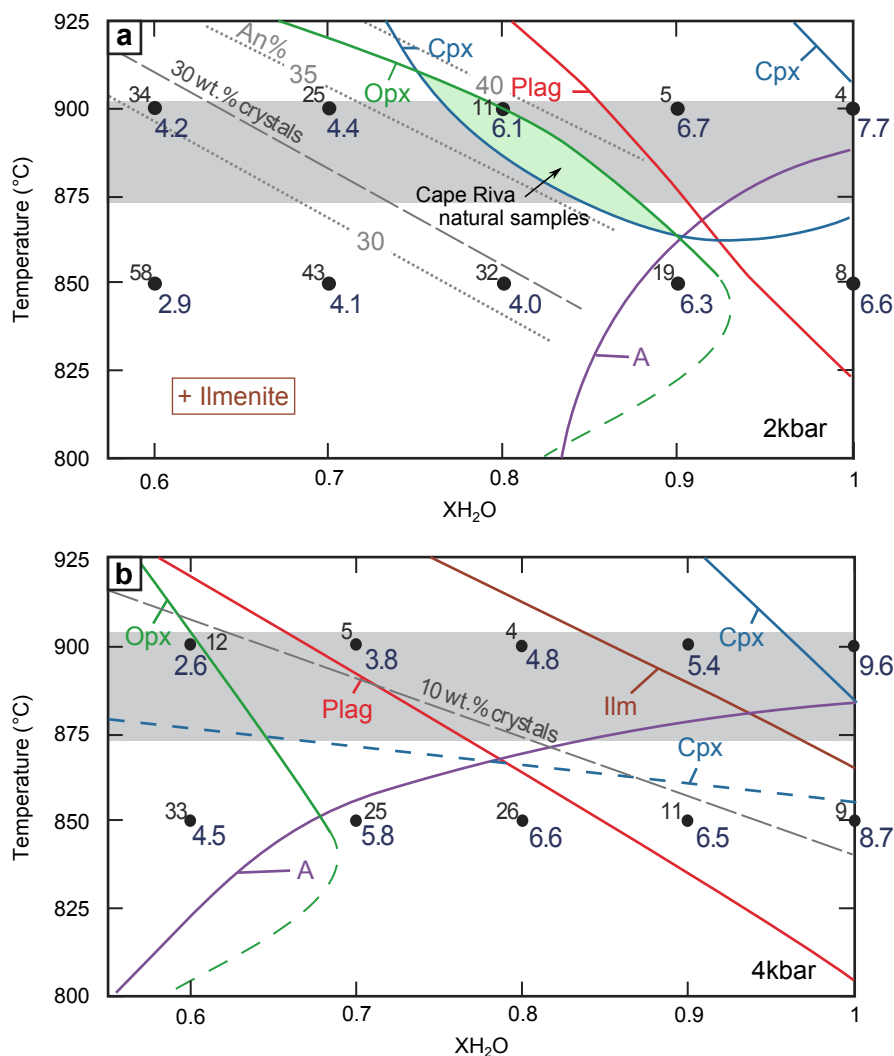 a
925
900
875
850
825
800
Temperature (°C)
An%
35
40
30
30 wt.% crystals
Cpx
Opx
Plag
Cpx
34
4.2
25
4.4
11
6.1
5
6.7
4
7.7
Cape Riva
natural samples
58
2.9
43
4.1
32
4.0
19
6.3
8
6.6
A
+ Ilmenite
2kbar
0.6
0.7
0.8
0.9
1
XH₂O
b
925
900
875
850
825
800
Temperature (°C)
Opx
12
2.6
5
3.8
4
4.8
5.4
9.6
Cpx
Plag
10 wt.% crystals
Ilm
Cpx
33
4.5
25
5.8
26
6.6
11
6.5
9
8.7
A
4kbar
0.6
0.7
0.8
0.9
1
XH₂O